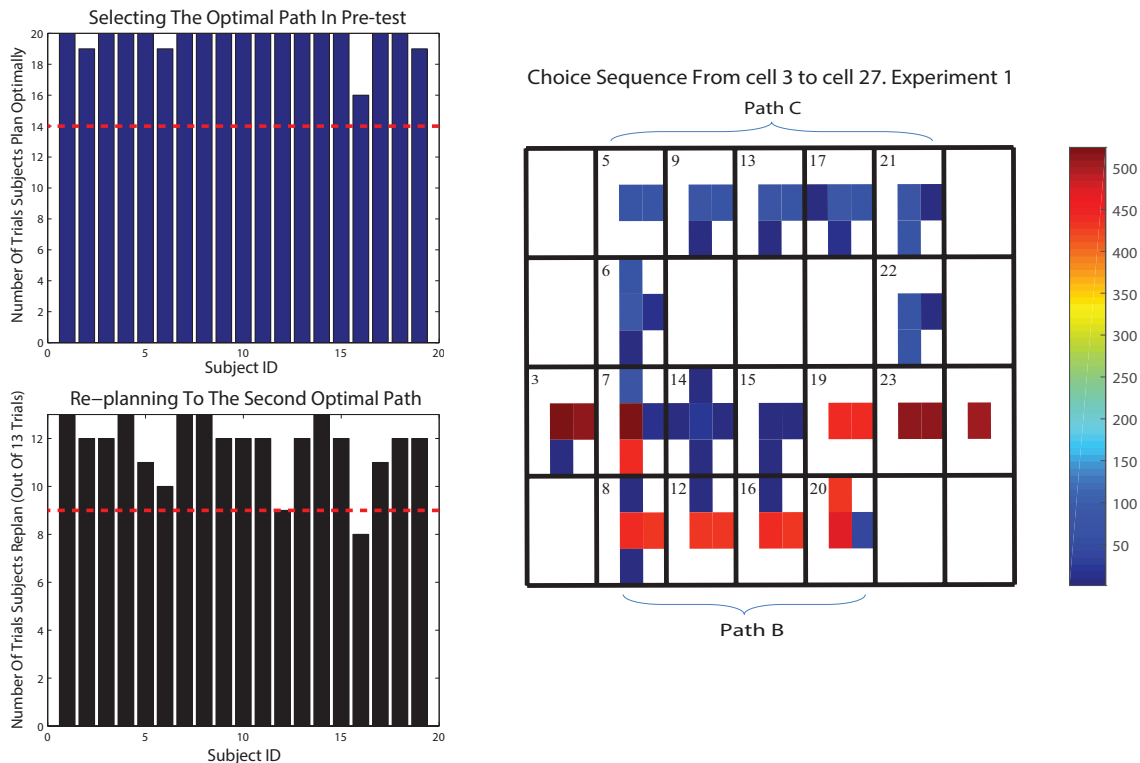 Selecting The Optimal Path In Pre-test
Number Of Trials Subjects Plan Optimally
20
18
16
14
12
10
8
6
4
2
0
0 5 10 15 20
Subject ID
Re−planning To The Second Optimal Path
Number Of Trials Subjects Replan (Out Of 13 Trials)
12
10
8
6
4
2
0
0 5 10 15 20
Subject ID
Choice Sequence From cell 3 to cell 27. Experiment 1
Path C
5 9 13 17 21
6 22
3 7 14 15 19 23
8 12 16 20
Path B
500
450
400
350
300
250
200
150
100
50